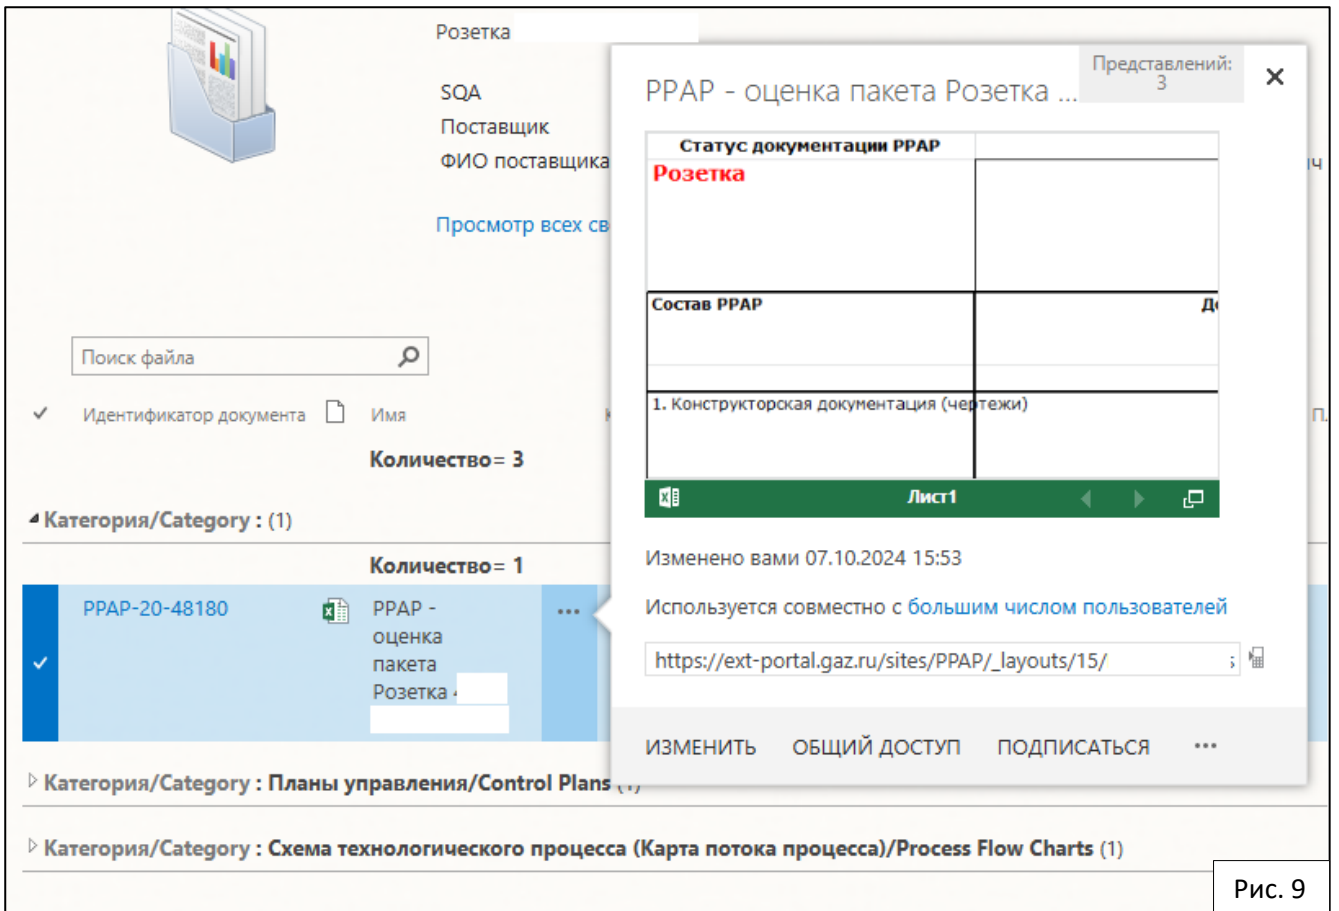 Розетка
SQA
Поставщик
ФИО поставщика
Просмотр всех св
Поиск файла
Идентификатор документа Имя
Количество= 3
Категория/Category : (1)
Количество= 1
PPAP-20-48180
PPAP -
оценка
пакета
Розетка
...
Категория/Category : Планы управления/Control Plans (1)
Категория/Category : Схема технологического процесса (Карта потока процесса)/Process Flow Charts (1)
PPAP - оценка пакета Розетка ...
Представлений:
3
Статус документации PPAP
Розетка
Состав PPAP
1. Конструкторская документация (чертежи)
Лист1
Изменено вами 07.10.2024 15:53
Используется совместно с большим числом пользователей
https://ext-portal.gaz.ru/sites/PPAP/_layouts/15/
ИЗМЕНИТЬ ОБЩИЙ ДОСТУП ПОДПИСАТЬСЯ ...
Рис. 9